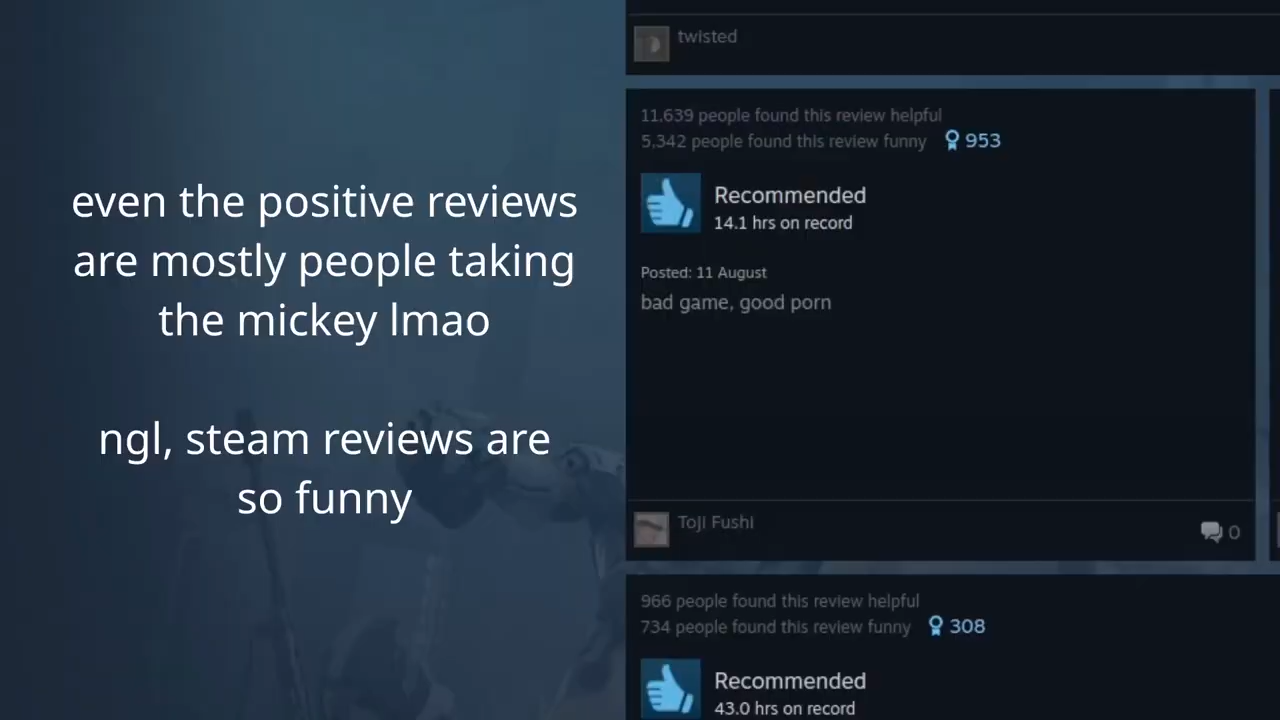 even the positive reviews
are mostly people taking
the mickey lmao
ngl, steam reviews are
so funny
twisted
11,639 people found this review helpful
5,342 people found this review funny 953
Recommended
14.1 hrs on record
Posted: 11 August
bad game, good porn
Toji Fushi
0
966 people found this review helpful
734 people found this review funny 308
Recommended
43.0 hrs on record